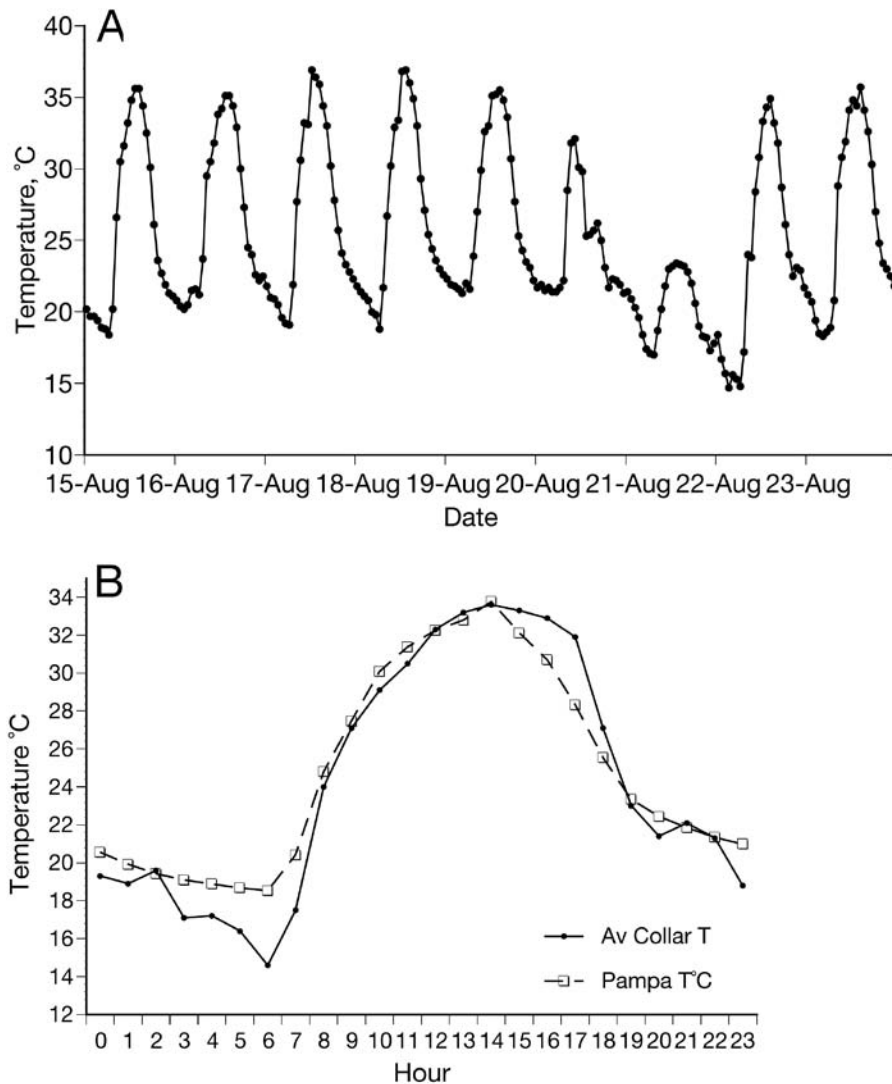 A
40
35
30
25
20
15
10
Temperature, °C
15-Aug 16-Aug 17-Aug 18-Aug 19-Aug 20-Aug 21-Aug 22-Aug 23-Aug
Date
B
34
32
30
28
26
24
22
20
18
16
14
12
Temperature °C
Av Collar T
Pampa T°C
0 1 2 3 4 5 6 7 8 9 10 11 12 13 14 15 16 17 18 19 20 21 22 23
Hour